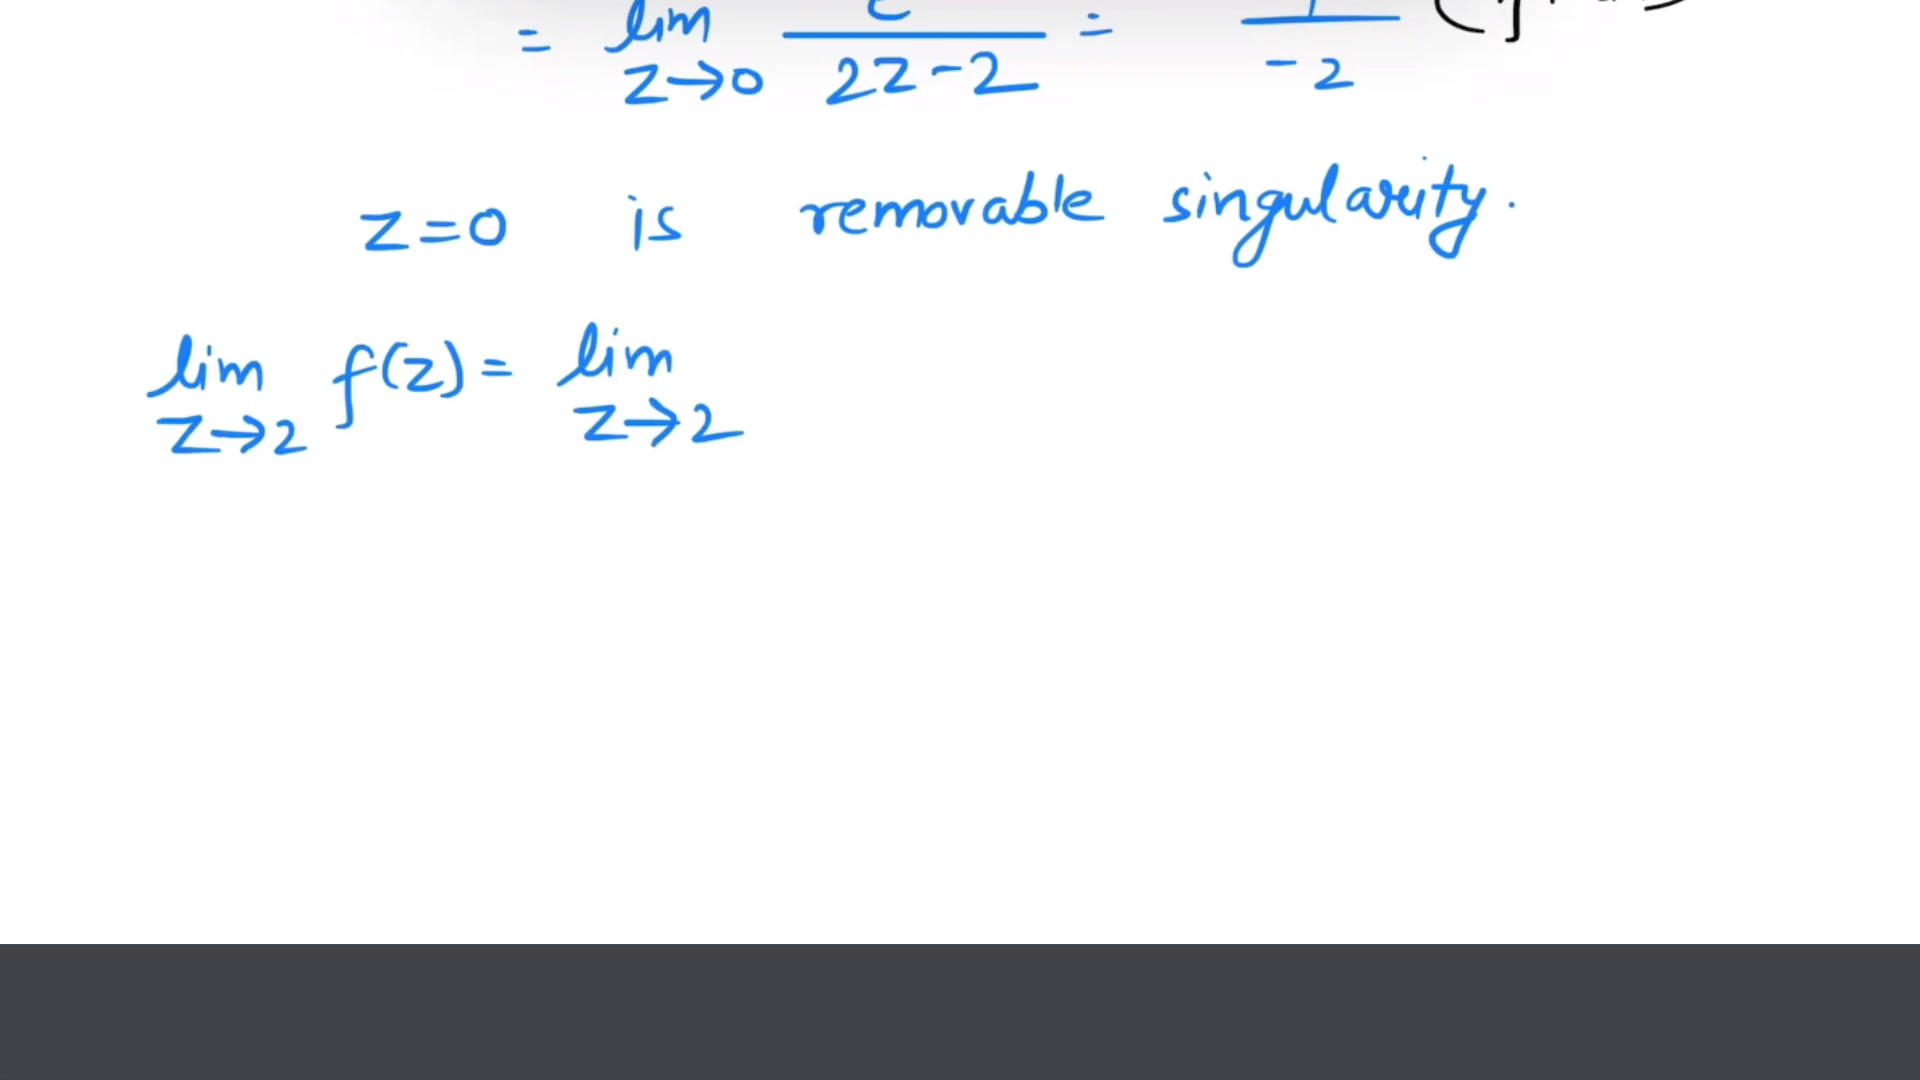 = lim 2z-2 = -2
z→0
z=0 is removable singularity.
lim f(z) = lim
z→2 z→2